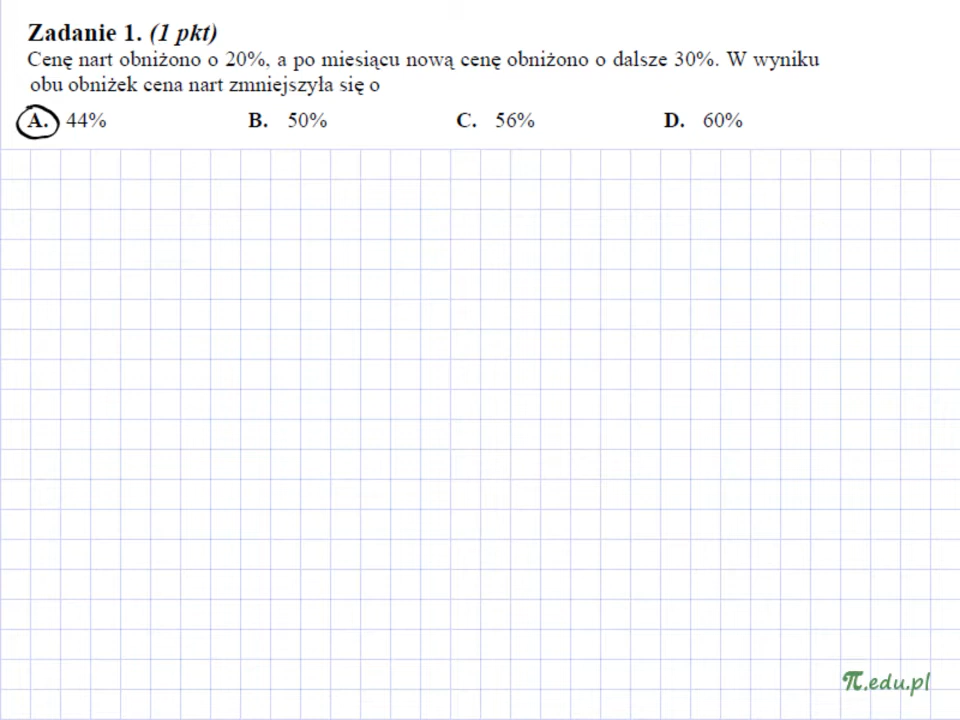 Zadanie 1. (1 pkt)
Cenę nart obniżono o 20%, a po miesiącu nową cenę obniżono o dalsze 30%. W wyniku
obu obniżek cena nart zmniejszyła się o
A. 44% B. 50% C. 56% D. 60%
π.edu.pl